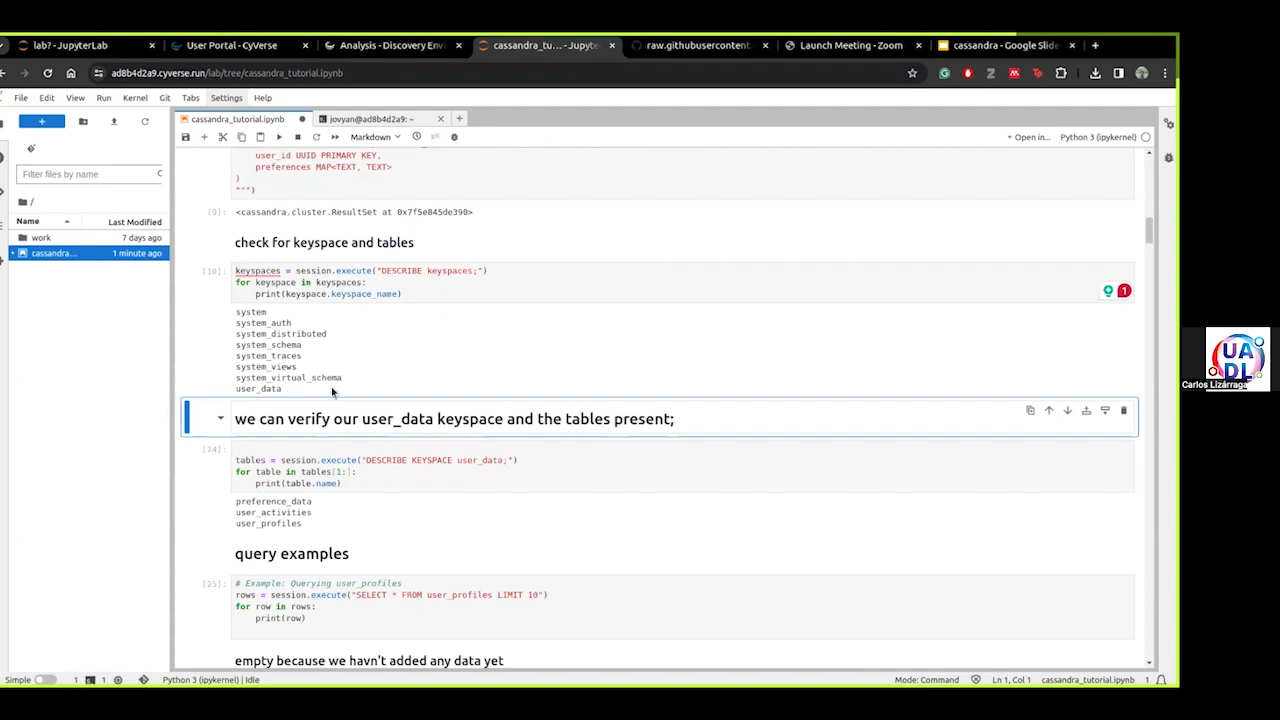 lab? - JupyterLab
User Portal - CyVerse
Analysis - Discovery Envi
cassandra_tu... - Jupyte
raw.githubusercontent.
Launch Meeting - Zoom
cassandra - Google Slide
ad8b4d2a9.cyverse.run/lab/tree/cassandra_tutorial.ipynb
File Edit View Run Kernel Git Tabs Settings Help
cassandra_tutorial.ipynb
jovyan@ad8b4d2a9: ~
Markdown
Open in...
Python 3 (ipykernel)
Filter files by name
/
Name Last Modified
work 7 days ago
cassandra... 1 minute ago
user_id UUID PRIMARY KEY,
preferences MAP<TEXT, TEXT>
)
""")
[9]: <cassandra.cluster.ResultSet at 0x7f5e845de390>
check for keyspace and tables
[10]: keyspaces = session.execute("DESCRIBE keyspaces;")
for keyspace in keyspaces:
print(keyspace.keyspace_name)
1
system
system_auth
system_distributed
system_schema
system_traces
system_views
system_virtual_schema
user_data
we can verify our user_data keyspace and the tables present;
[24]:
tables = session.execute("DESCRIBE KEYSPACE user_data;")
for table in tables[1:]:
print(table.name)
preference_data
user_activities
user_profiles
query examples
[25]: # Example: Querying user_profiles
rows = session.execute("SELECT * FROM user_profiles LIMIT 10")
for row in rows:
print(row)
empty because we havn't added any data yet
Simple 1 1 Python 3 (ipykernel) | Idle Mode: Command Ln 1, Col 1 cassandra_tutorial.ipynb 1
UA
DL
Carlos Lizárraga